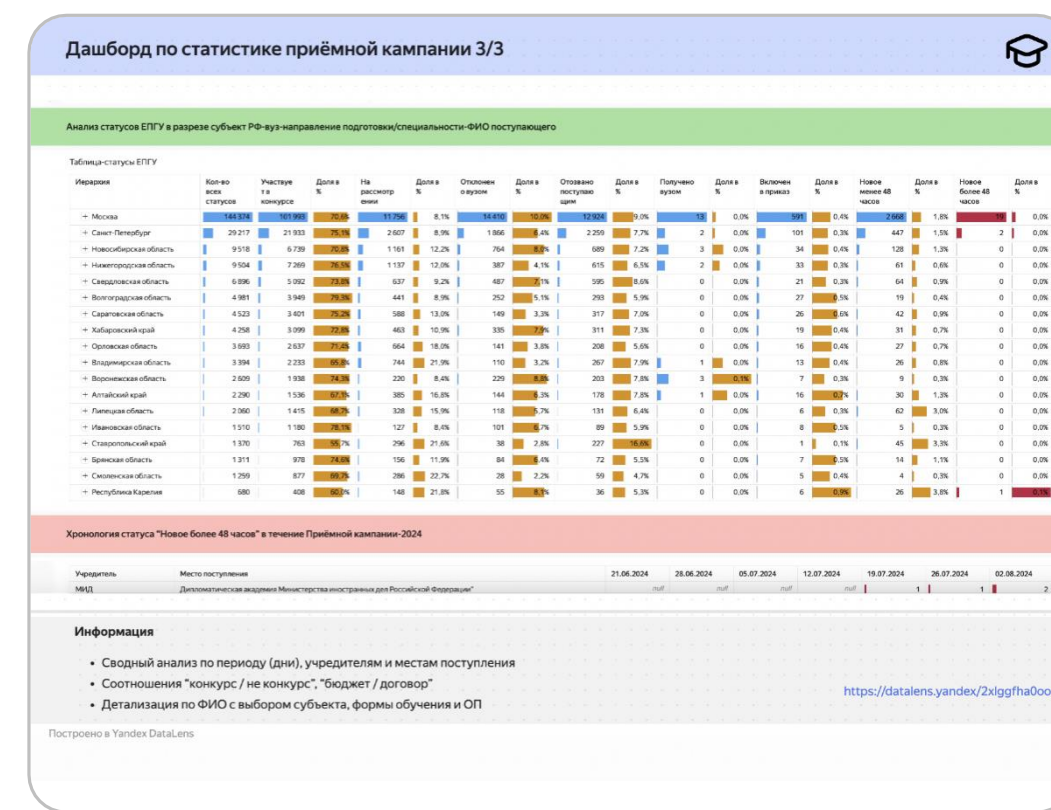 Дашборд по статистике приёмной кампании 3/3
Анализ статусов ЕПГУ в разрезе субъект РФ-вуз-направление подготовки/специальности-ФИО поступающего
Таблица-статусы ЕПГУ
Иерархия Кол-во всех статусов Участвуе т в конкурсе Доля в % На рассмотр ении Доля в % Отклонен о вузом Доля в % Отозвано поступаю щим Доля в % Получено вузом Доля в % Включен в приказ Доля в % Новое менее 48 часов Доля в % Новое более 48 часов Доля в %
+ Москва 144 374 101 993 70,6% 11 756 8,1% 14 410 10,0% 12 924 9,0% 13 0,0% 591 0,4% 2 668 1,8% 19 0,0%
+ Санкт-Петербург 29 217 21 933 75,1% 2 607 8,9% 1 866 6,4% 2 259 7,7% 2 0,0% 101 0,3% 447 1,5% 2 0,0%
+ Новосибирская область 9 518 6 739 70,8% 1 161 12,2% 764 8,0% 689 7,2% 3 0,0% 34 0,4% 128 1,3% 0 0,0%
+ Нижегородская область 9 504 7 269 76,5% 1 137 12,0% 387 4,1% 615 6,5% 2 0,0% 33 0,3% 61 0,6% 0 0,0%
+ Свердловская область 6 896 5 092 73,8% 637 9,2% 487 7,1% 595 8,6% 0 0,0% 21 0,3% 64 0,9% 0 0,0%
+ Волгоградская область 4 981 3 949 79,3% 441 8,9% 252 5,1% 293 5,9% 0 0,0% 27 0,5% 19 0,4% 0 0,0%
+ Саратовская область 4 523 3 401 75,2% 588 13,0% 149 3,3% 317 7,0% 0 0,0% 26 0,6% 42 0,9% 0 0,0%
+ Хабаровский край 4 258 3 099 72,8% 463 10,9% 335 7,9% 311 7,3% 0 0,0% 19 0,4% 31 0,7% 0 0,0%
+ Орловская область 3 693 2 637 71,4% 664 18,0% 141 3,8% 208 5,6% 0 0,0% 16 0,4% 27 0,7% 0 0,0%
+ Владимирская область 3 394 2 233 65,8% 744 21,9% 110 3,2% 267 7,9% 1 0,0% 13 0,4% 26 0,8% 0 0,0%
+ Воронежская область 2 609 1 938 74,3% 220 8,4% 229 8,8% 203 7,8% 3 0,1% 7 0,3% 9 0,3% 0 0,0%
+ Алтайский край 2 290 1 536 67,1% 385 16,8% 144 6,3% 178 7,8% 1 0,0% 16 0,7% 30 1,3% 0 0,0%
+ Липецкая область 2 060 1 415 68,7% 328 15,9% 118 5,7% 131 6,4% 0 0,0% 6 0,3% 62 3,0% 0 0,0%
+ Ивановская область 1 510 1 180 78,1% 127 8,4% 101 6,7% 89 5,9% 0 0,0% 8 0,5% 5 0,3% 0 0,0%
+ Ставропольский край 1 370 763 55,7% 296 21,6% 38 2,8% 227 16,6% 0 0,0% 1 0,1% 45 3,3% 0 0,0%
+ Брянская область 1 311 978 74,6% 156 11,9% 84 6,4% 72 5,5% 0 0,0% 7 0,5% 14 1,1% 0 0,0%
+ Смоленская область 1 259 877 69,7% 286 22,7% 28 2,2% 59 4,7% 0 0,0% 5 0,4% 4 0,3% 0 0,0%
+ Республика Карелия 680 408 60,0% 148 21,8% 55 8,1% 36 5,3% 0 0,0% 6 0,9% 26 3,8% 1 0,1%
Хронология статуса "Новое более 48 часов" в течение Приёмной кампании-2024
Учредитель Место поступления 21.06.2024 28.06.2024 05.07.2024 12.07.2024 19.07.2024 26.07.2024 02.08.2024
МИД Дипломатическая академия Министерства иностранных дел Российской Федерации" null null null null 1 1 2
Информация
• Сводный анализ по периоду (дни), учредителям и местам поступления
• Соотношения "конкурс / не конкурс", "бюджет / договор"
• Детализация по ФИО с выбором субъекта, формы обучения и ОП
https://datalens.yandex/2xlggfha0oo
Построено в Yandex DataLens